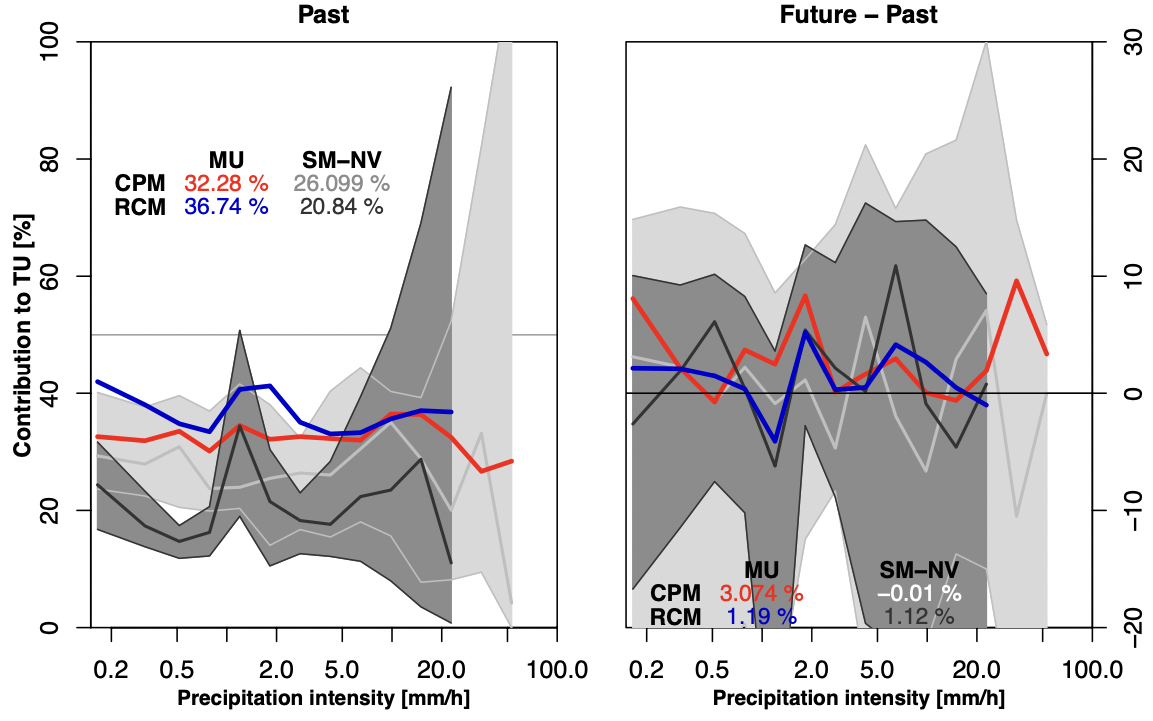 Past
Contribution to TU [%]
0
20
40
60
80
100
MU SM–NV
CPM 32.28 % 26.099 %
RCM 36.74 % 20.84 %
0.2 0.5 2.0 5.0 20.0 100.0
Precipitation intensity [mm/h]
Future – Past
30
20
10
0
−10
−20
MU SM–NV
CPM 3.074 % −0.01 %
RCM 1.19 % 1.12 %
0.2 0.5 2.0 5.0 20.0 100.0
Precipitation intensity [mm/h]